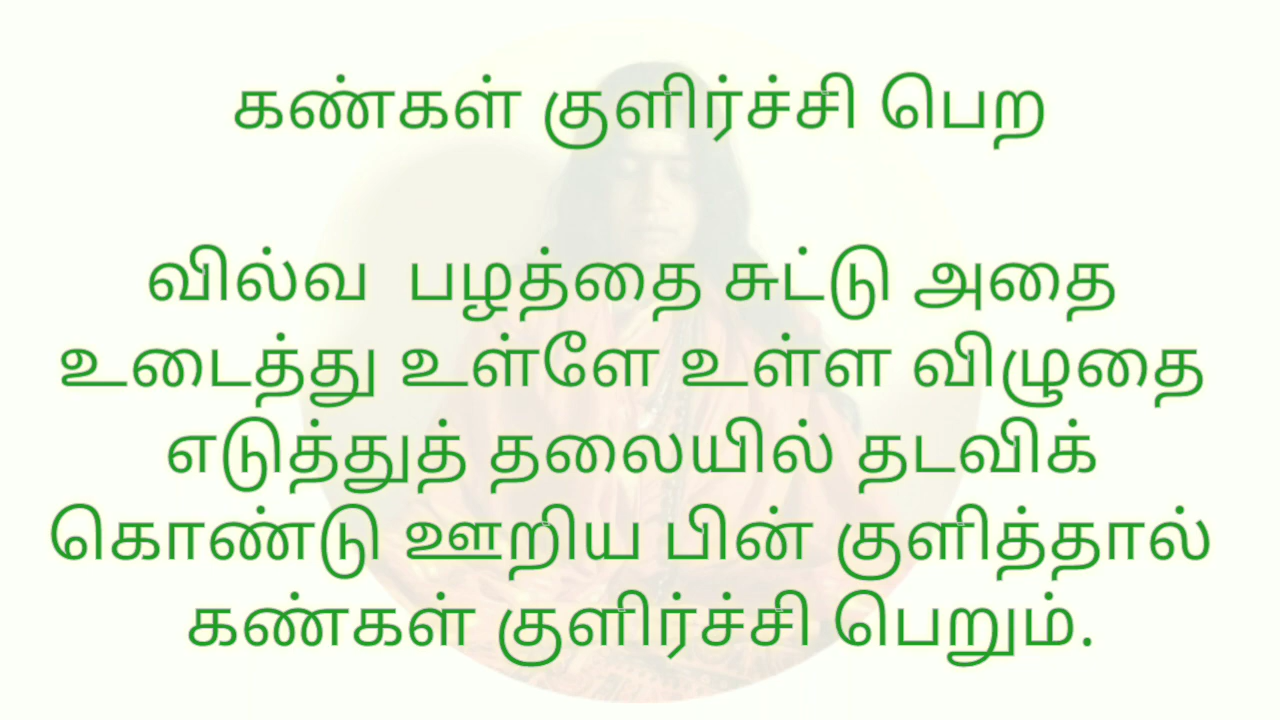 கண்கள் குளிர்ச்சி பெற
வில்வ பழத்தை சுட்டு அதை
உடைத்து உள்ளே உள்ள விழுதை
எடுத்துத் தலையில் தடவிக்
கொண்டு ஊறிய பின் குளித்தால்
கண்கள் குளிர்ச்சி பெறும்.